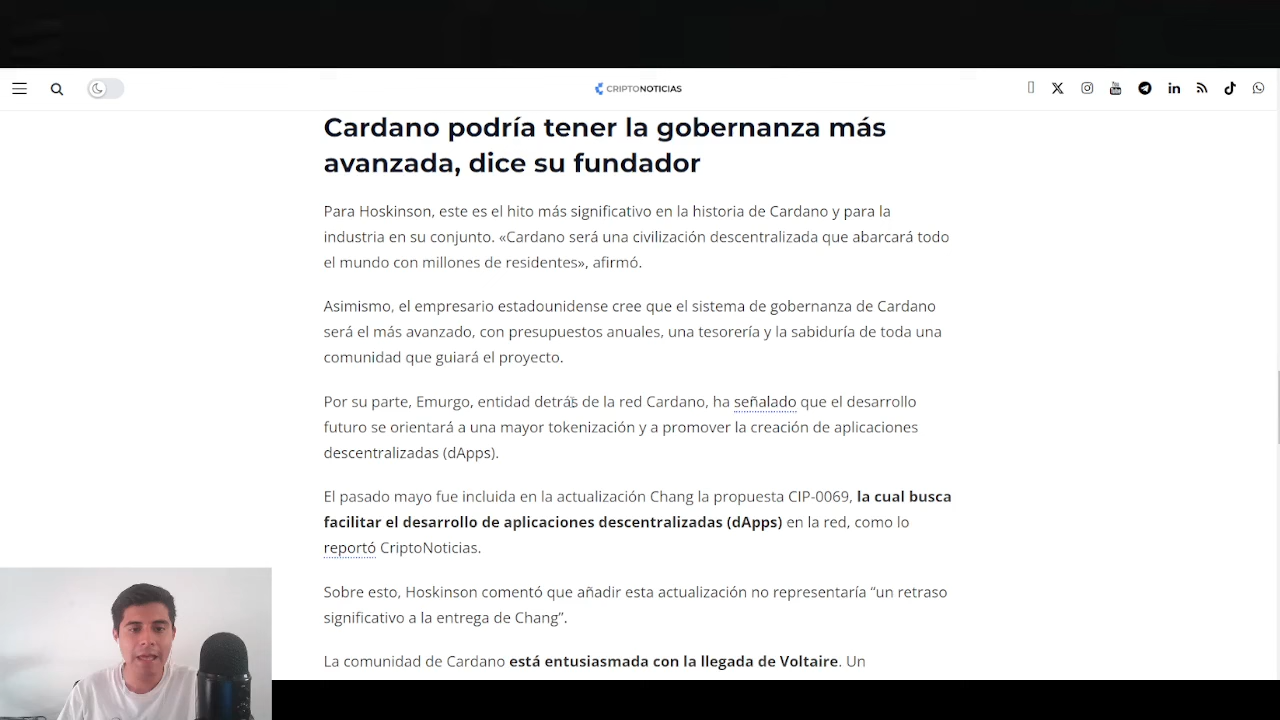 CRIPTONOTICIAS
Cardano podría tener la gobernanza más
avanzada, dice su fundador
Para Hoskinson, este es el hito más significativo en la historia de Cardano y para la
industria en su conjunto. «Cardano será una civilización descentralizada que abarcará todo
el mundo con millones de residentes», afirmó.
Asimismo, el empresario estadounidense cree que el sistema de gobernanza de Cardano
será el más avanzado, con presupuestos anuales, una tesorería y la sabiduría de toda una
comunidad que guiará el proyecto.
Por su parte, Emurgo, entidad detrás de la red Cardano, ha señalado que el desarrollo
futuro se orientará a una mayor tokenización y a promover la creación de aplicaciones
descentralizadas (dApps).
El pasado mayo fue incluida en la actualización Chang la propuesta CIP-0069, la cual busca
facilitar el desarrollo de aplicaciones descentralizadas (dApps) en la red, como lo
reportó CriptoNoticias.
Sobre esto, Hoskinson comentó que añadir esta actualización no representaría “un retraso
significativo a la entrega de Chang”.
La comunidad de Cardano está entusiasmada con la llegada de Voltaire. Un